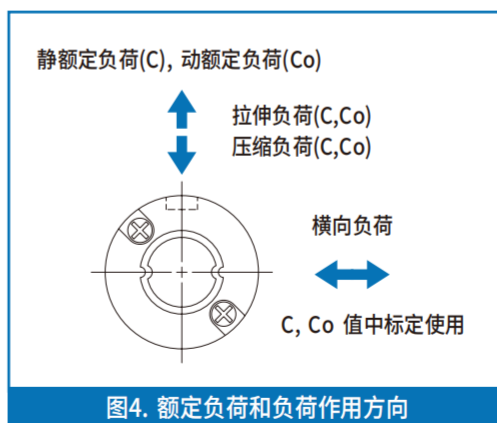 静额定负荷(C), 动额定负荷(Co)
拉伸负荷(C,Co)
压缩负荷(C,Co)
横向负荷
C, Co 值中标定使用
图4. 额定负荷和负荷作用方向